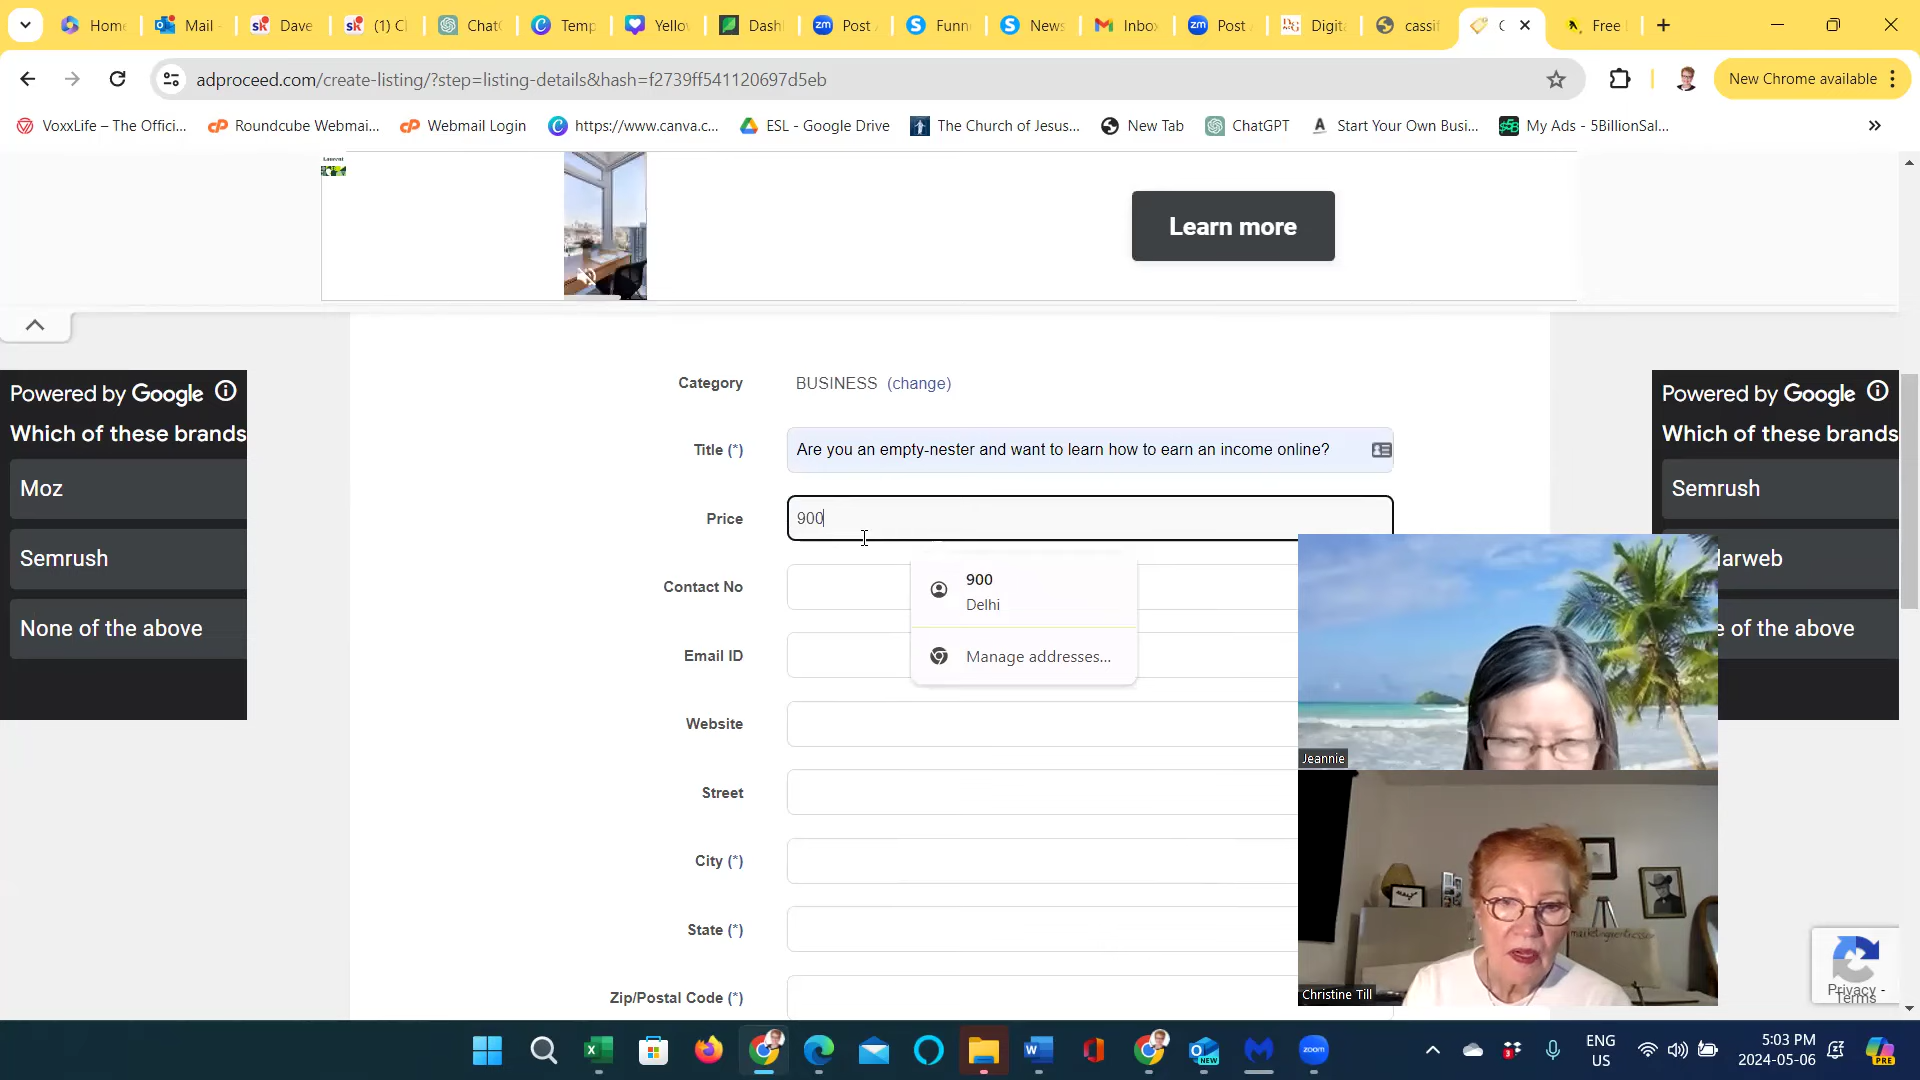 Home
Mail
Dave
(1) C
Chat
Temp
Yello
Dash
Post
Funn
News
Inbo
Post
Digita
cassif
Free
adproceed.com/create-listing/?step=listing-details&hash=f2739ff541120697d5eb
New Chrome available
VoxxLife – The Offici...
Roundcube Webmai...
Webmail Login
https://www.canva.c...
ESL - Google Drive
The Church of Jesus...
New Tab
ChatGPT
Start Your Own Busi...
My Ads - 5BillionSal...
Learn more
Powered by Google
Which of these brands
Moz
Semrush
None of the above
Powered by Google
Which of these brands
Semrush
larweb
e of the above
Category BUSINESS (change)
Title (*) Are you an empty-nester and want to learn how to earn an income online?
Price 900
Contact No
900
Delhi
Manage addresses...
Email ID
Website
Street
City (*)
State (*)
Zip/Postal Code (*)
Jeannie
Christine Till
Privacy -
Terms
zoom
ENG
US
5:03 PM
2024-05-06
PRE